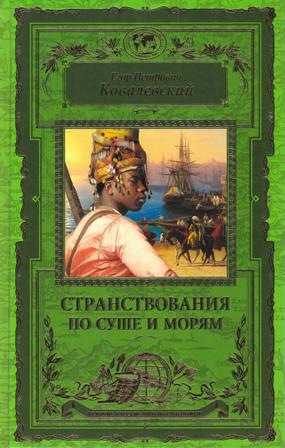 Егор Петрович
Ковалевский
СТРАНСТВОВАНИЯ
ПО СУШЕ И МОРЯМ